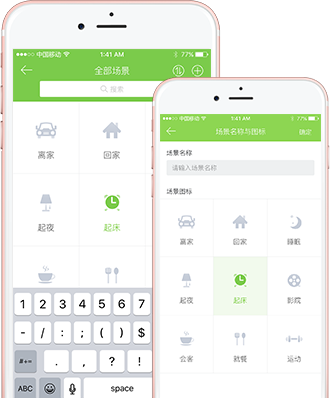 中国移动 1:41 AM
全部场景
搜索
离家 回家
起夜 起床
1 2 3 4 5 6 7 8
- / : ; ( ) $
#+= . , ? !
ABC space
中国移动 1:41 AM
场景名称与图标 确定
场景名称
请输入场景名称
场景图标
离家 回家 睡眠
起夜 起床 影院
会客 就餐 运动